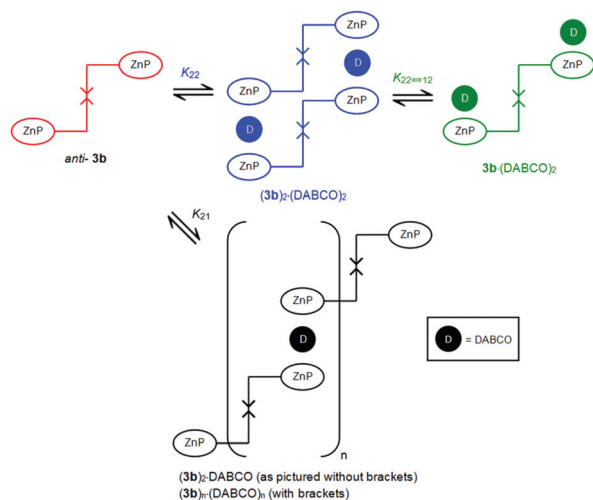 ZnP
ZnP
anti- 3b
K22
ZnP
D
ZnP
ZnP
D
ZnP
(3b)2·(DABCO)2
K22⇔12
D
D
ZnP
ZnP
3b·(DABCO)2
K21
ZnP
ZnP
D
ZnP
ZnP
n
D = DABCO
(3b)2·DABCO (as pictured without brackets)
(3b)n·(DABCO)n (with brackets)